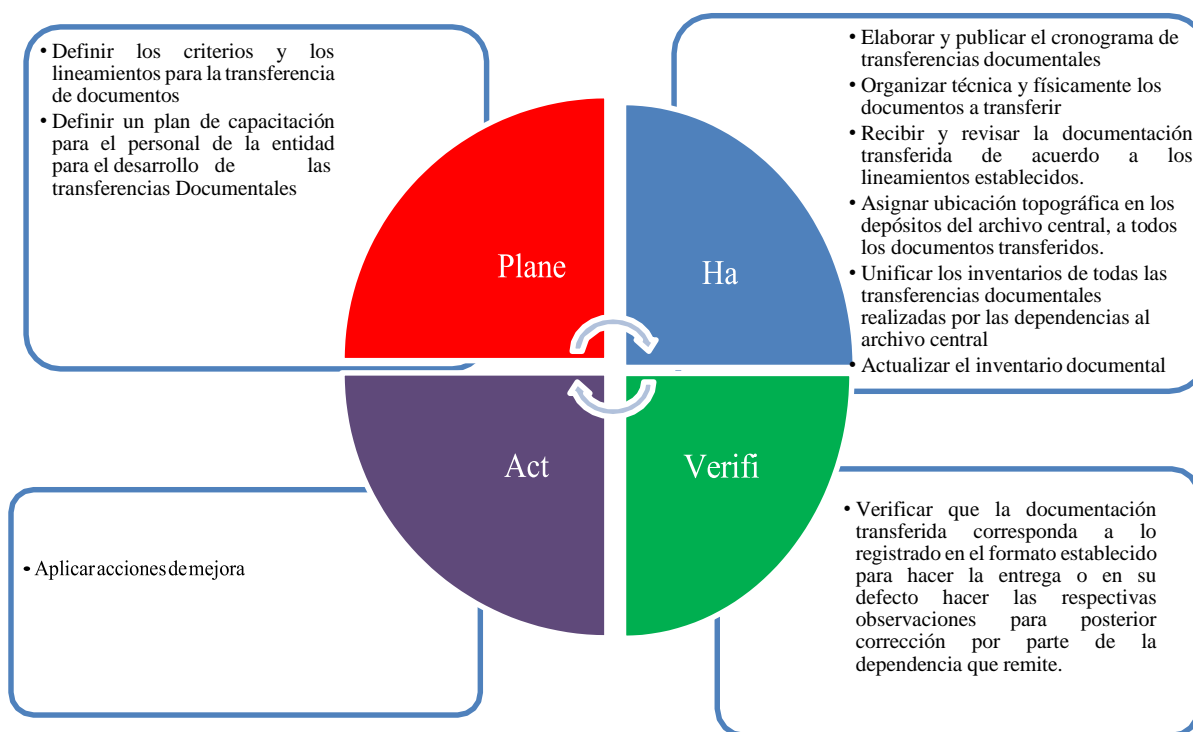 • Definir los criterios y los
lineamientos para la transferencia
de documentos
• Definir un plan de capacitación
para el personal de la entidad
para el desarrollo de las
transferencias Documentales
• Elaborar y publicar el cronograma de
transferencias documentales
• Organizar técnica y físicamente los
documentos a transferir
• Recibir y revisar la documentación
transferida de acuerdo a los
lineamientos establecidos.
• Asignar ubicación topográfica en los
depósitos del archivo central, a todos
los documentos transferidos.
• Unificar los inventarios de todas las
transferencias documentales
realizadas por las dependencias al
archivo central
• Actualizar el inventario documental
Plane
Ha
Act
Verifi
• Aplicar acciones de mejora
• Verificar que la documentación
transferida corresponda a lo
registrado en el formato establecido
para hacer la entrega o en su
defecto hacer las respectivas
observaciones para posterior
corrección por parte de la
dependencia que remite.